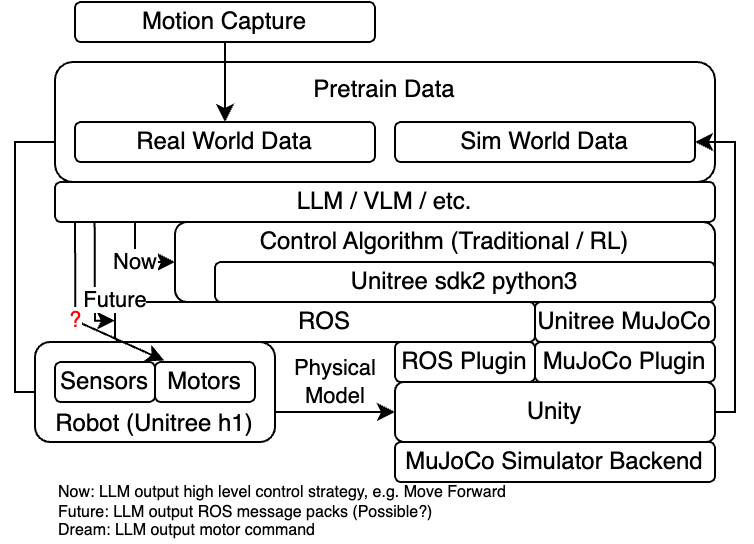 Motion Capture
Pretrain Data
Real World Data
Sim World Data
LLM / VLM / etc.
Control Algorithm (Traditional / RL)
Now
Unitree sdk2 python3
Future
?
ROS
Unitree MuJoCo
ROS Plugin
MuJoCo Plugin
Sensors
Motors
Physical
Model
Robot (Unitree h1)
Unity
MuJoCo Simulator Backend
Now: LLM output high level control strategy, e.g. Move Forward
Future: LLM output ROS message packs (Possible?)
Dream: LLM output motor command